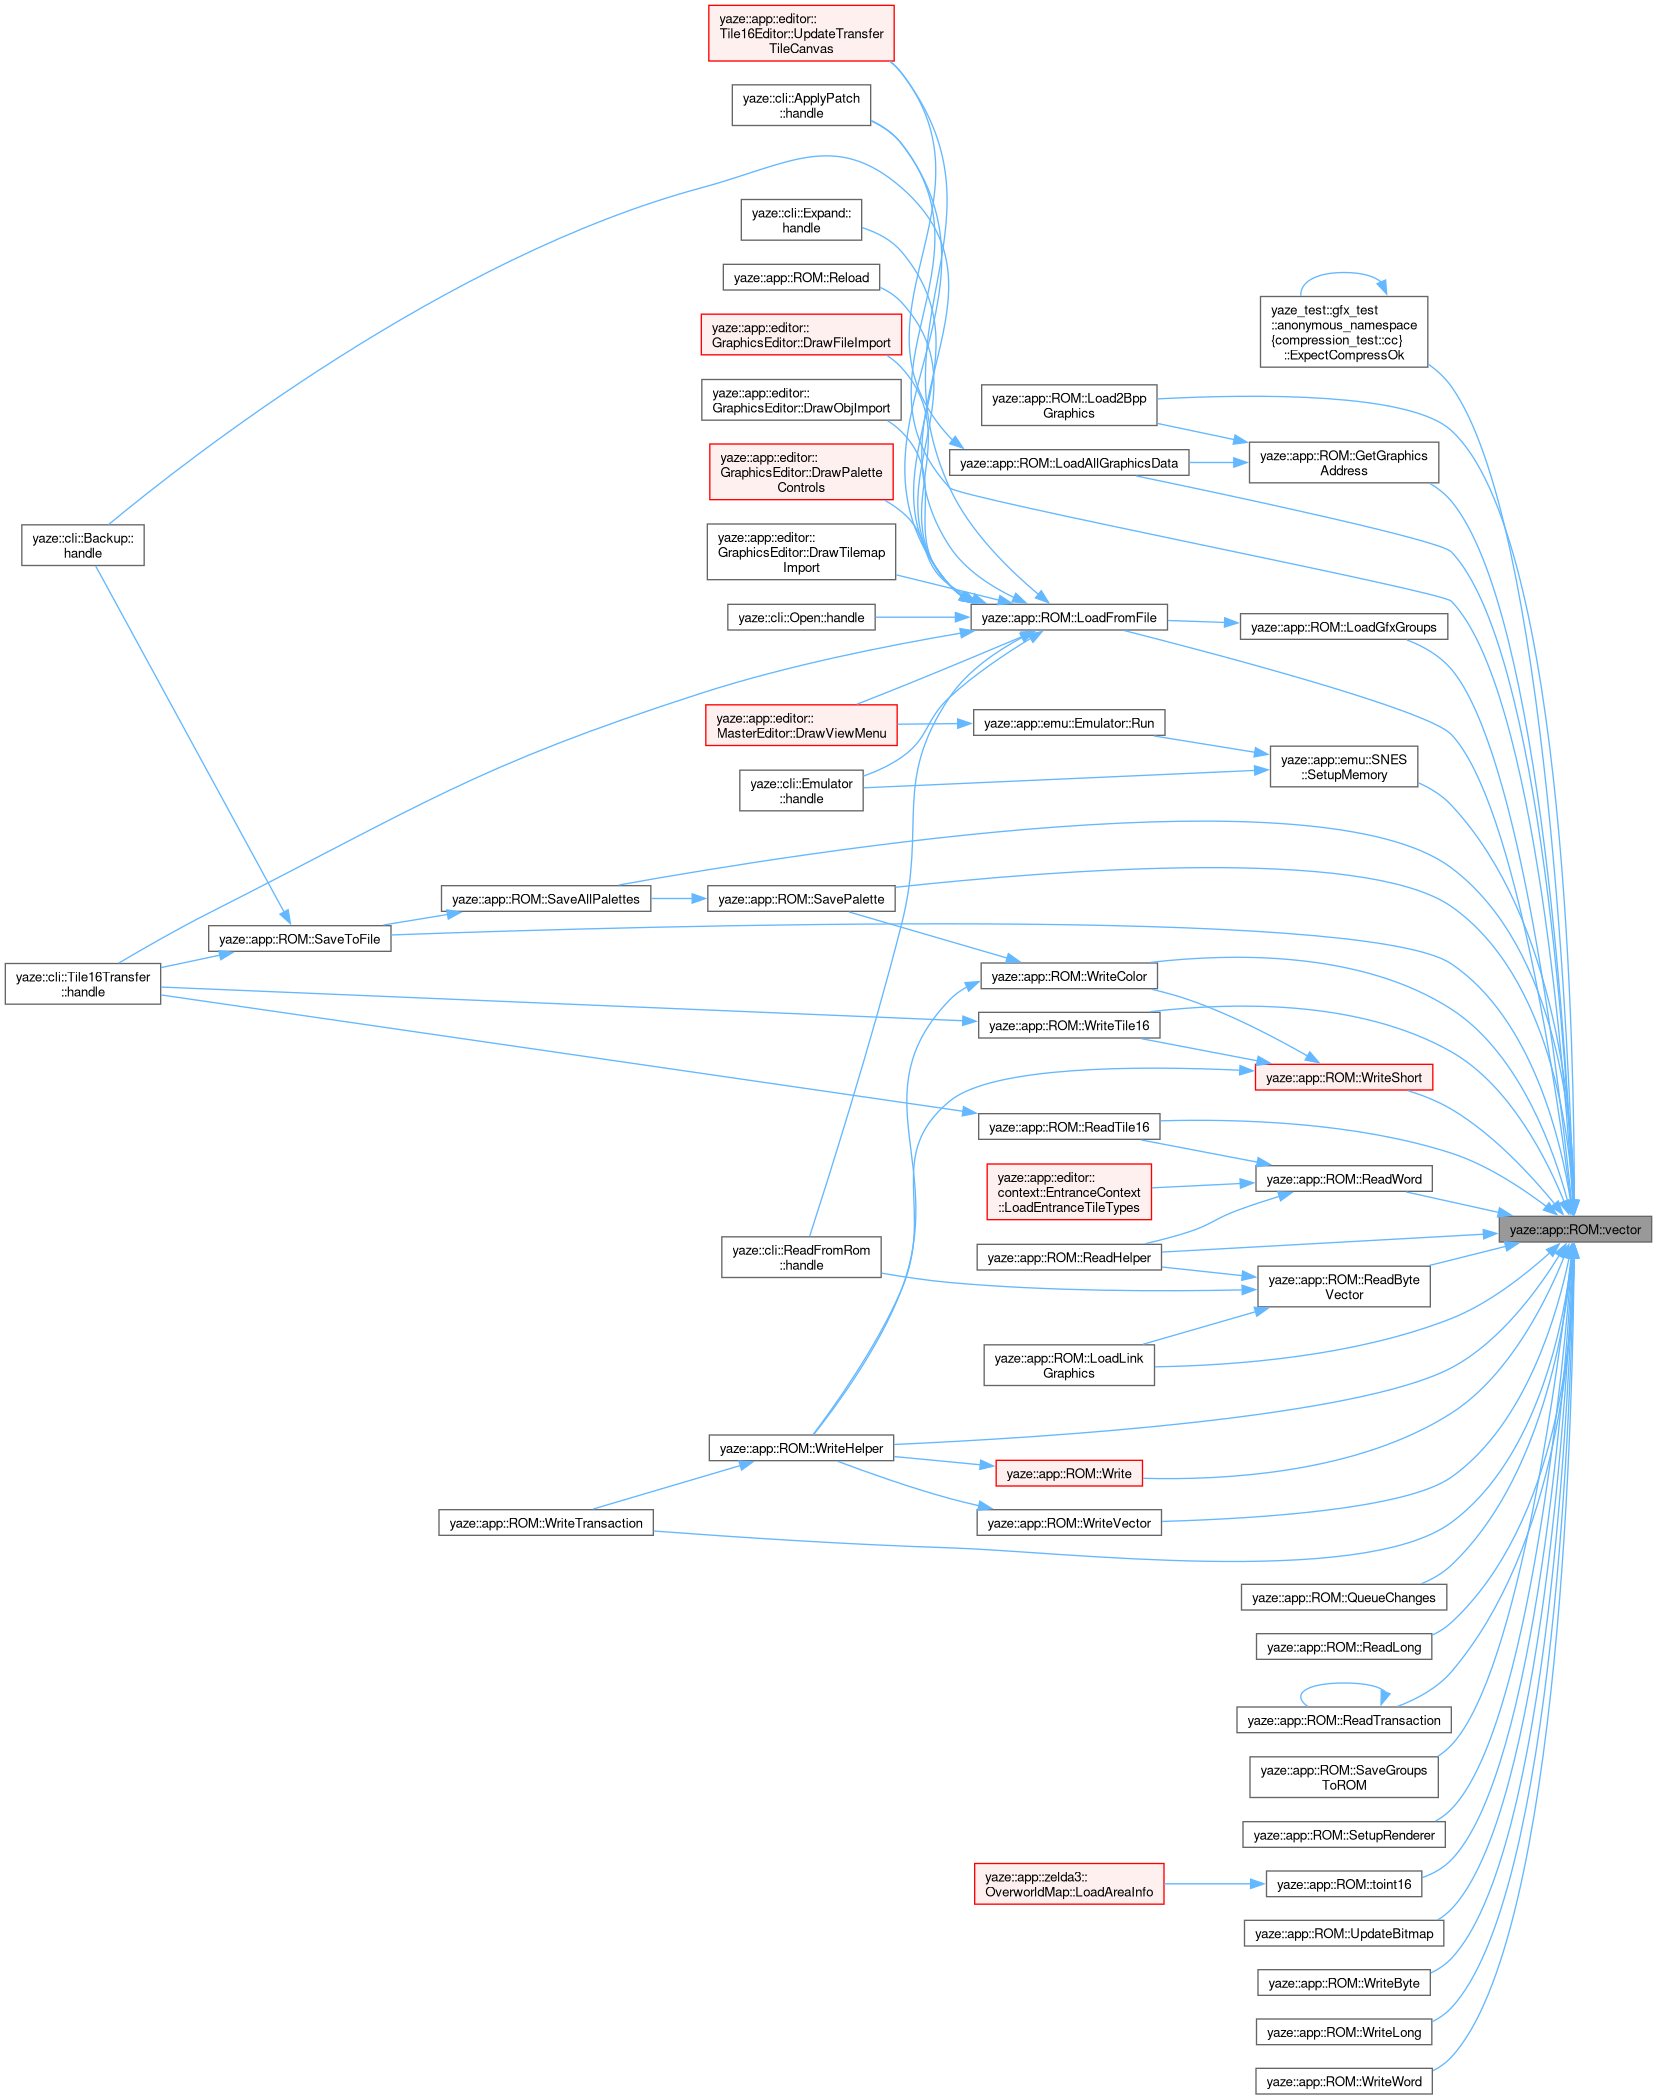 yaze::app::editor::
Tile16Editor::UpdateTransfer
TileCanvas
yaze::cli::ApplyPatch
::handle
yaze::cli::Expand::
handle
yaze::app::ROM::Reload
yaze::app::editor::
GraphicsEditor::DrawFileImport
yaze::app::editor::
GraphicsEditor::DrawObjImport
yaze::app::editor::
GraphicsEditor::DrawPalette
Controls
yaze::app::editor::
GraphicsEditor::DrawTilemap
Import
yaze::cli::Open::handle
yaze::app::editor::
MasterEditor::DrawViewMenu
yaze::cli::Emulator
::handle
yaze::cli::Backup::
handle
yaze::app::ROM::SaveAllPalettes
yaze::app::ROM::SavePalette
yaze::app::ROM::SaveToFile
yaze::cli::Tile16Transfer
::handle
yaze::cli::ReadFromRom
::handle
yaze::app::ROM::WriteHelper
yaze::app::ROM::WriteTransaction
yaze_test::gfx_test
::anonymous_namespace
{compression_test::cc}
::ExpectCompressOk
yaze::app::ROM::Load2Bpp
Graphics
yaze::app::ROM::LoadAllGraphicsData
yaze::app::ROM::GetGraphics
Address
yaze::app::ROM::LoadFromFile
yaze::app::ROM::LoadGfxGroups
yaze::app::emu::Emulator::Run
yaze::app::emu::SNES
::SetupMemory
yaze::app::ROM::WriteColor
yaze::app::ROM::WriteTile16
yaze::app::ROM::WriteShort
yaze::app::ROM::ReadTile16
yaze::app::editor::
context::EntranceContext
::LoadEntranceTileTypes
yaze::app::ROM::ReadWord
yaze::app::ROM::vector
yaze::app::ROM::ReadHelper
yaze::app::ROM::ReadByte
Vector
yaze::app::ROM::LoadLink
Graphics
yaze::app::ROM::Write
yaze::app::ROM::WriteVector
yaze::app::ROM::QueueChanges
yaze::app::ROM::ReadLong
yaze::app::ROM::ReadTransaction
yaze::app::ROM::SaveGroups
ToROM
yaze::app::ROM::SetupRenderer
yaze::app::zelda3::
OverworldMap::LoadAreaInfo
yaze::app::ROM::toint16
yaze::app::ROM::UpdateBitmap
yaze::app::ROM::WriteByte
yaze::app::ROM::WriteLong
yaze::app::ROM::WriteWord